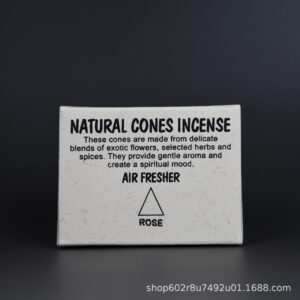 NATURAL CONES INCENSE
These cones are made from delicate
blends of exotic flowers, selected herbs and
spices. They provide gentle aroma and
create a spiritual mood.
AIR FRESHER
ROSE
shop602r8u7492u01.1688.com